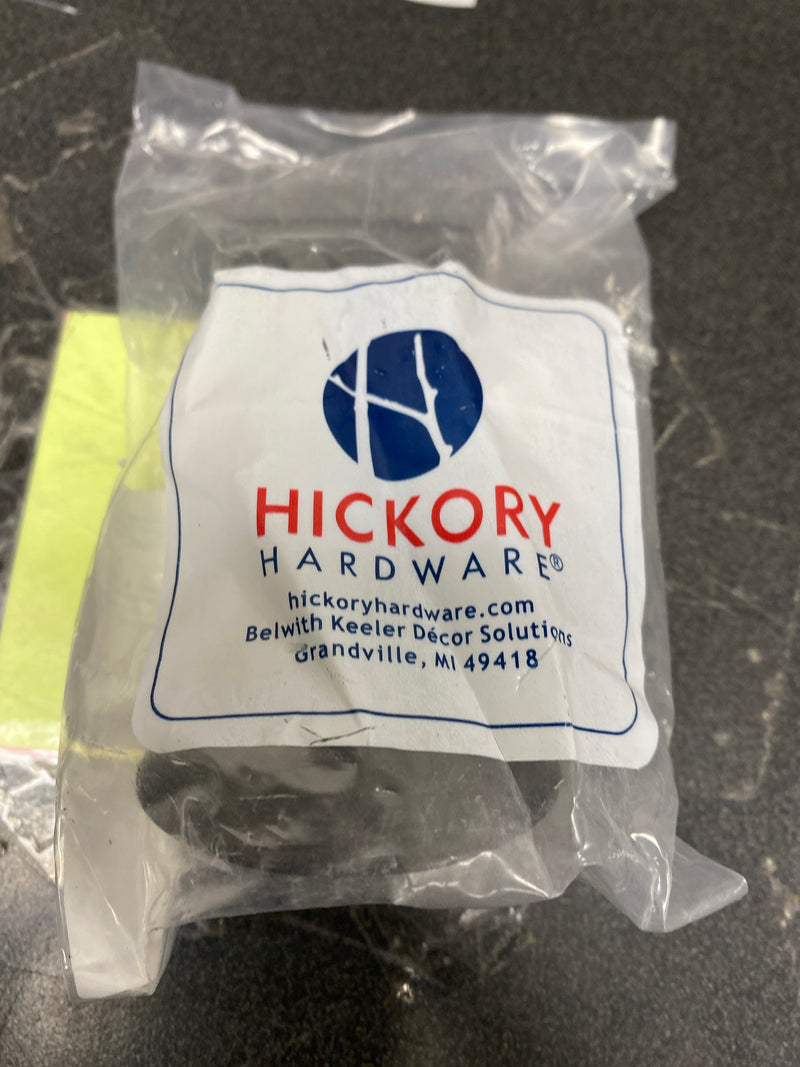 HICKORY
HARDWARE®
hickoryhardware.com
Belwith Keeler Décor Solutions
Grandville, MI 49418